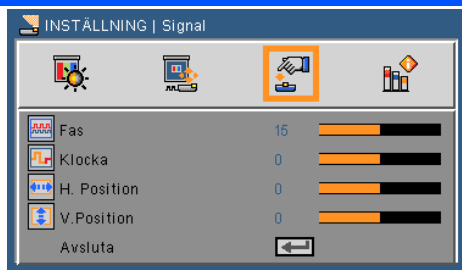 INSTÄLLNING | Signal
Fas 15
Klocka 0
H. Position 0
V.Position 0
Avsluta